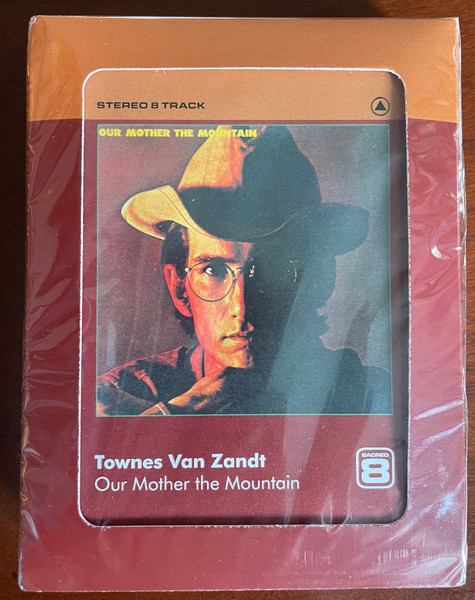 STEREO 8 TRACK
OUR MOTHER THE MOUNTAIN
Townes Van Zandt
Our Mother the Mountain
SACRED
8